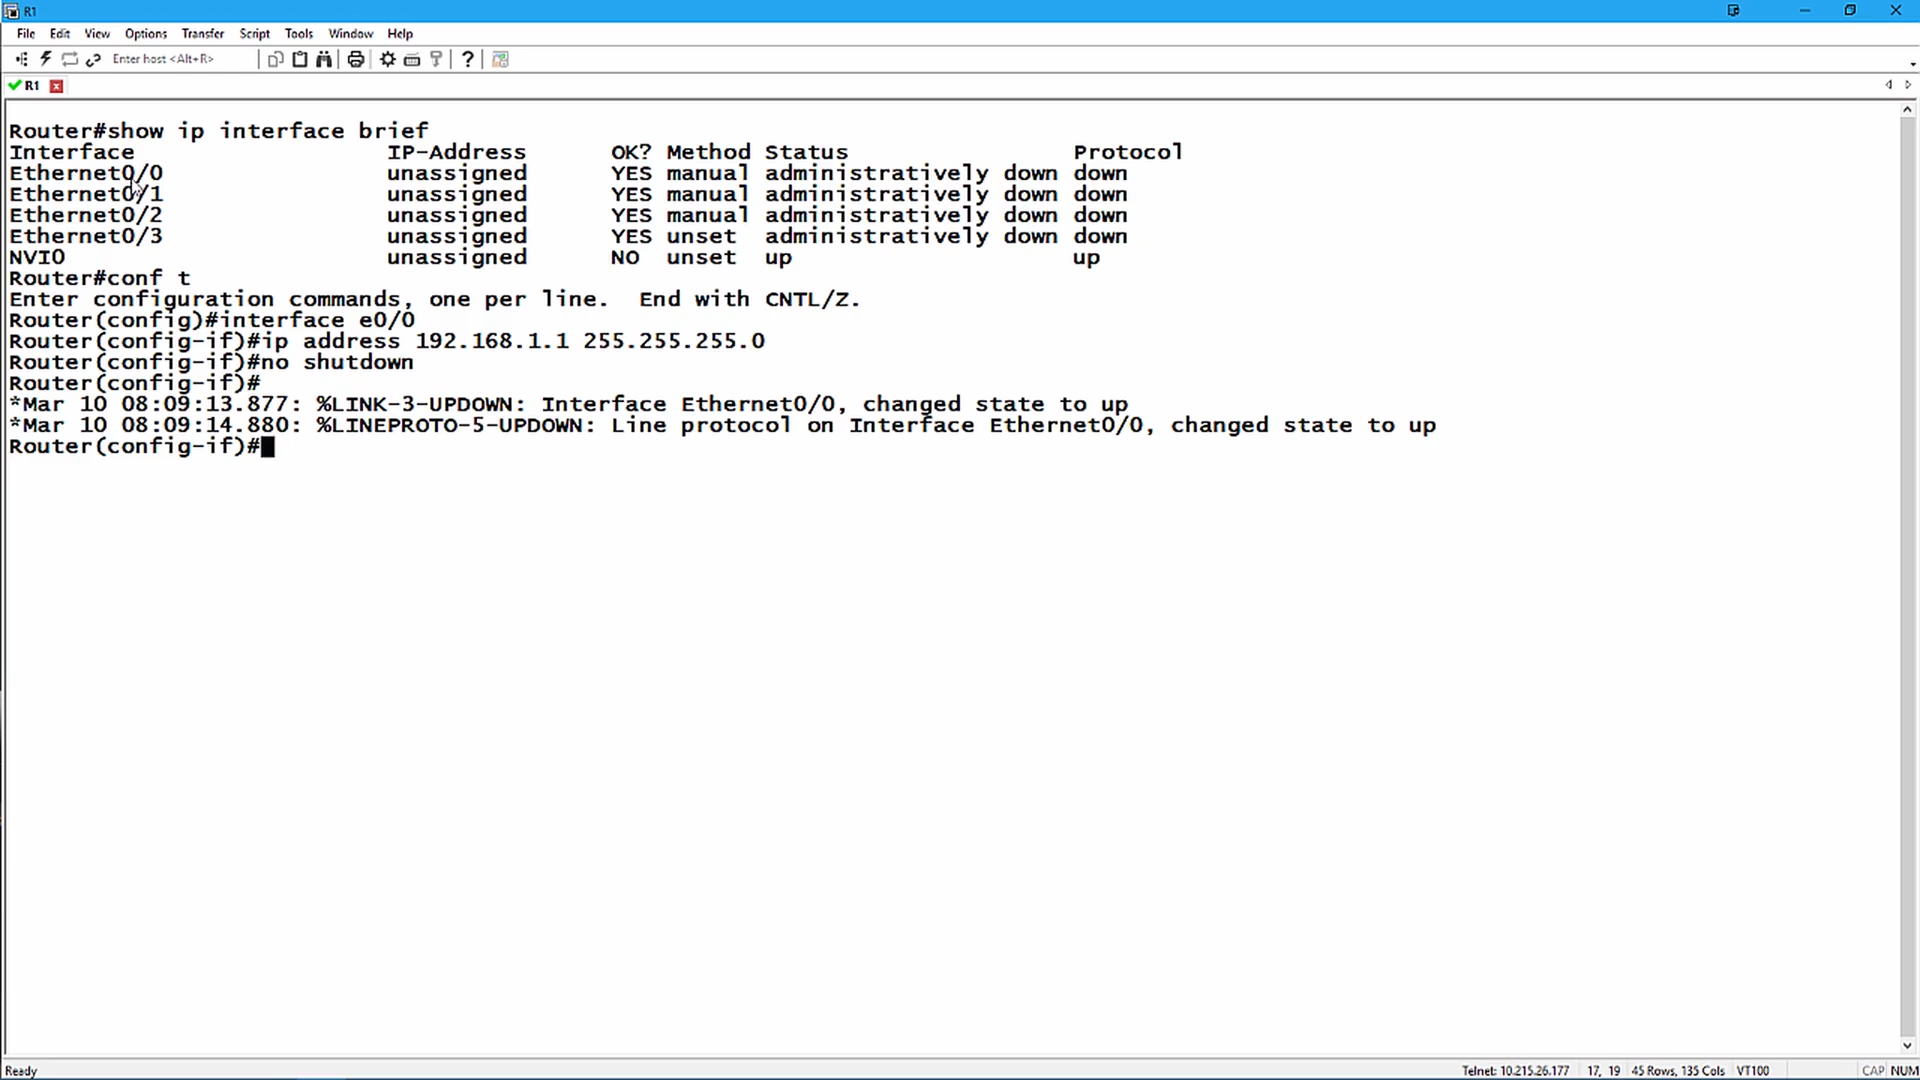 R1
File Edit View Options Transfer Script Tools Window Help
Enter host <Alt+R>
R1
Router#show ip interface brief
Interface IP-Address OK? Method Status Protocol
Ethernet0/0 unassigned YES manual administratively down down
Ethernet0/1 unassigned YES manual administratively down down
Ethernet0/2 unassigned YES manual administratively down down
Ethernet0/3 unassigned YES unset administratively down down
NVI0 unassigned NO unset up up
Router#conf t
Enter configuration commands, one per line. End with CNTL/Z.
Router(config)#interface e0/0
Router(config-if)#ip address 192.168.1.1 255.255.255.0
Router(config-if)#no shutdown
Router(config-if)#
*Mar 10 08:09:13.877: %LINK-3-UPDOWN: Interface Ethernet0/0, changed state to up
*Mar 10 08:09:14.880: %LINEPROTO-5-UPDOWN: Line protocol on Interface Ethernet0/0, changed state to up
Router(config-if)#
Ready Telnet: 10.215.26.177 17, 19 45 Rows, 135 Cols VT100 CAP NUM